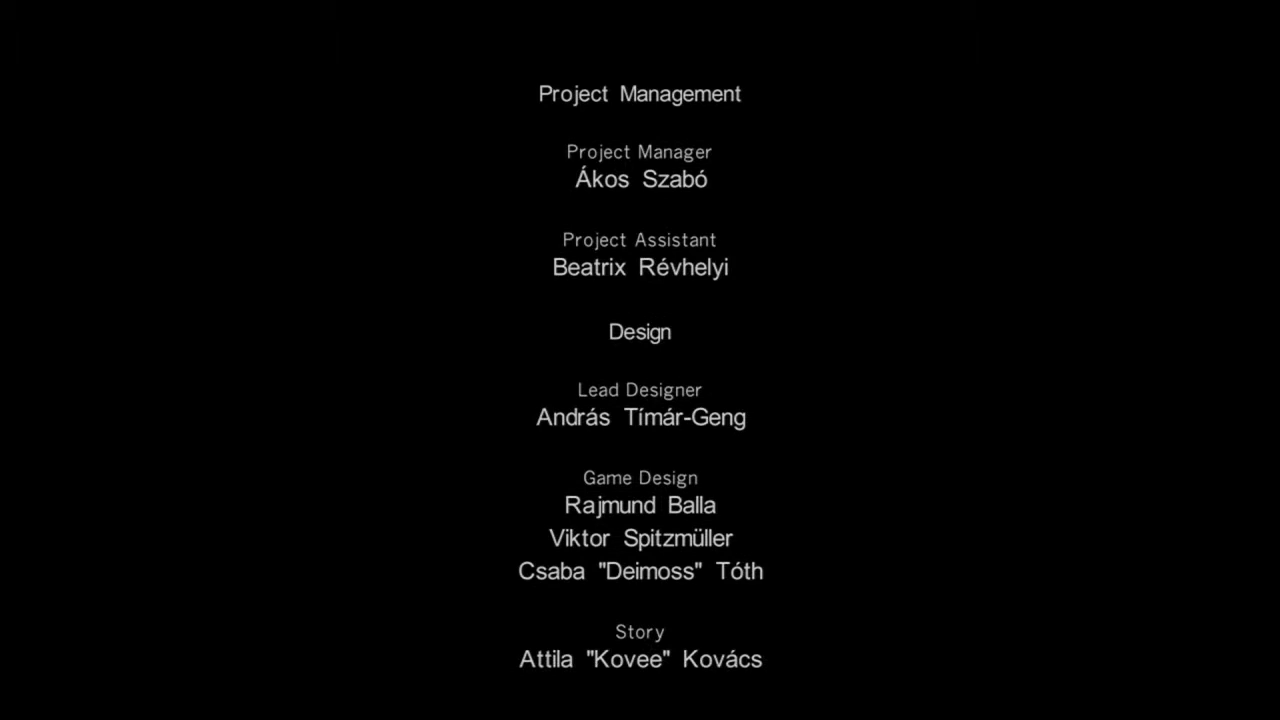 Project Management
Project Manager
Ákos Szabó
Project Assistant
Beatrix Révhelyi
Design
Lead Designer
András Tímár-Geng
Game Design
Rajmund Balla
Viktor Spitzmüller
Csaba "Deimoss" Tóth
Story
Attila "Kovee" Kovács